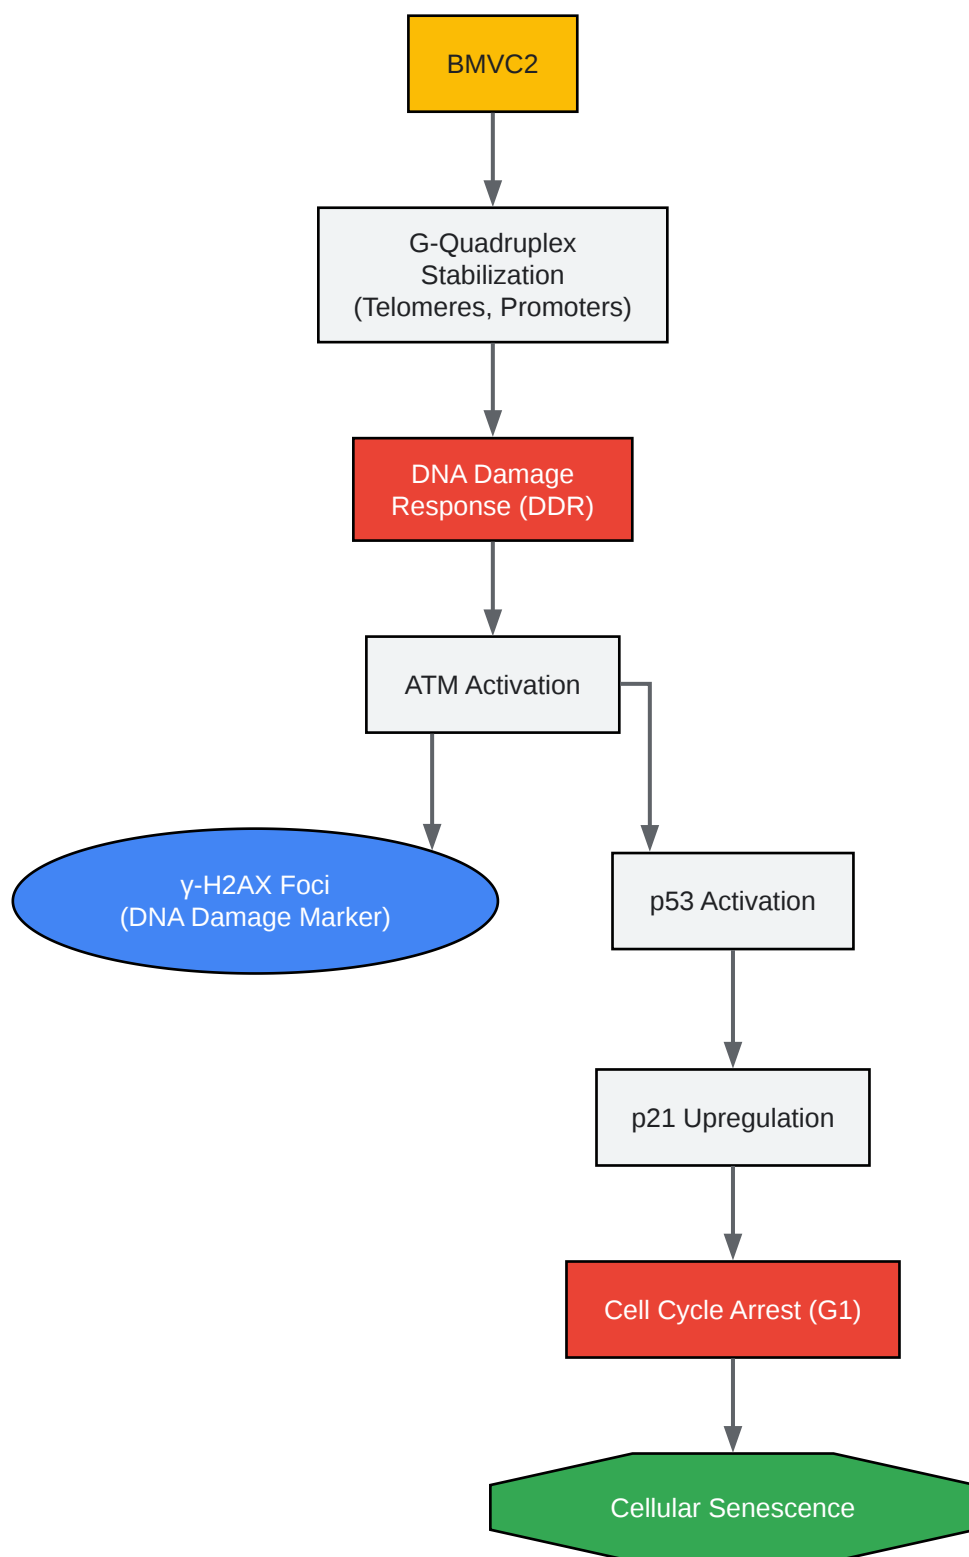 BMVC2
G-Quadruplex
Stabilization
(Telomeres, Promoters)
DNA Damage
Response (DDR)
ATM Activation
γ-H2AX Foci
(DNA Damage Marker)
p53 Activation
p21 Upregulation
Cell Cycle Arrest (G1)
Cellular Senescence